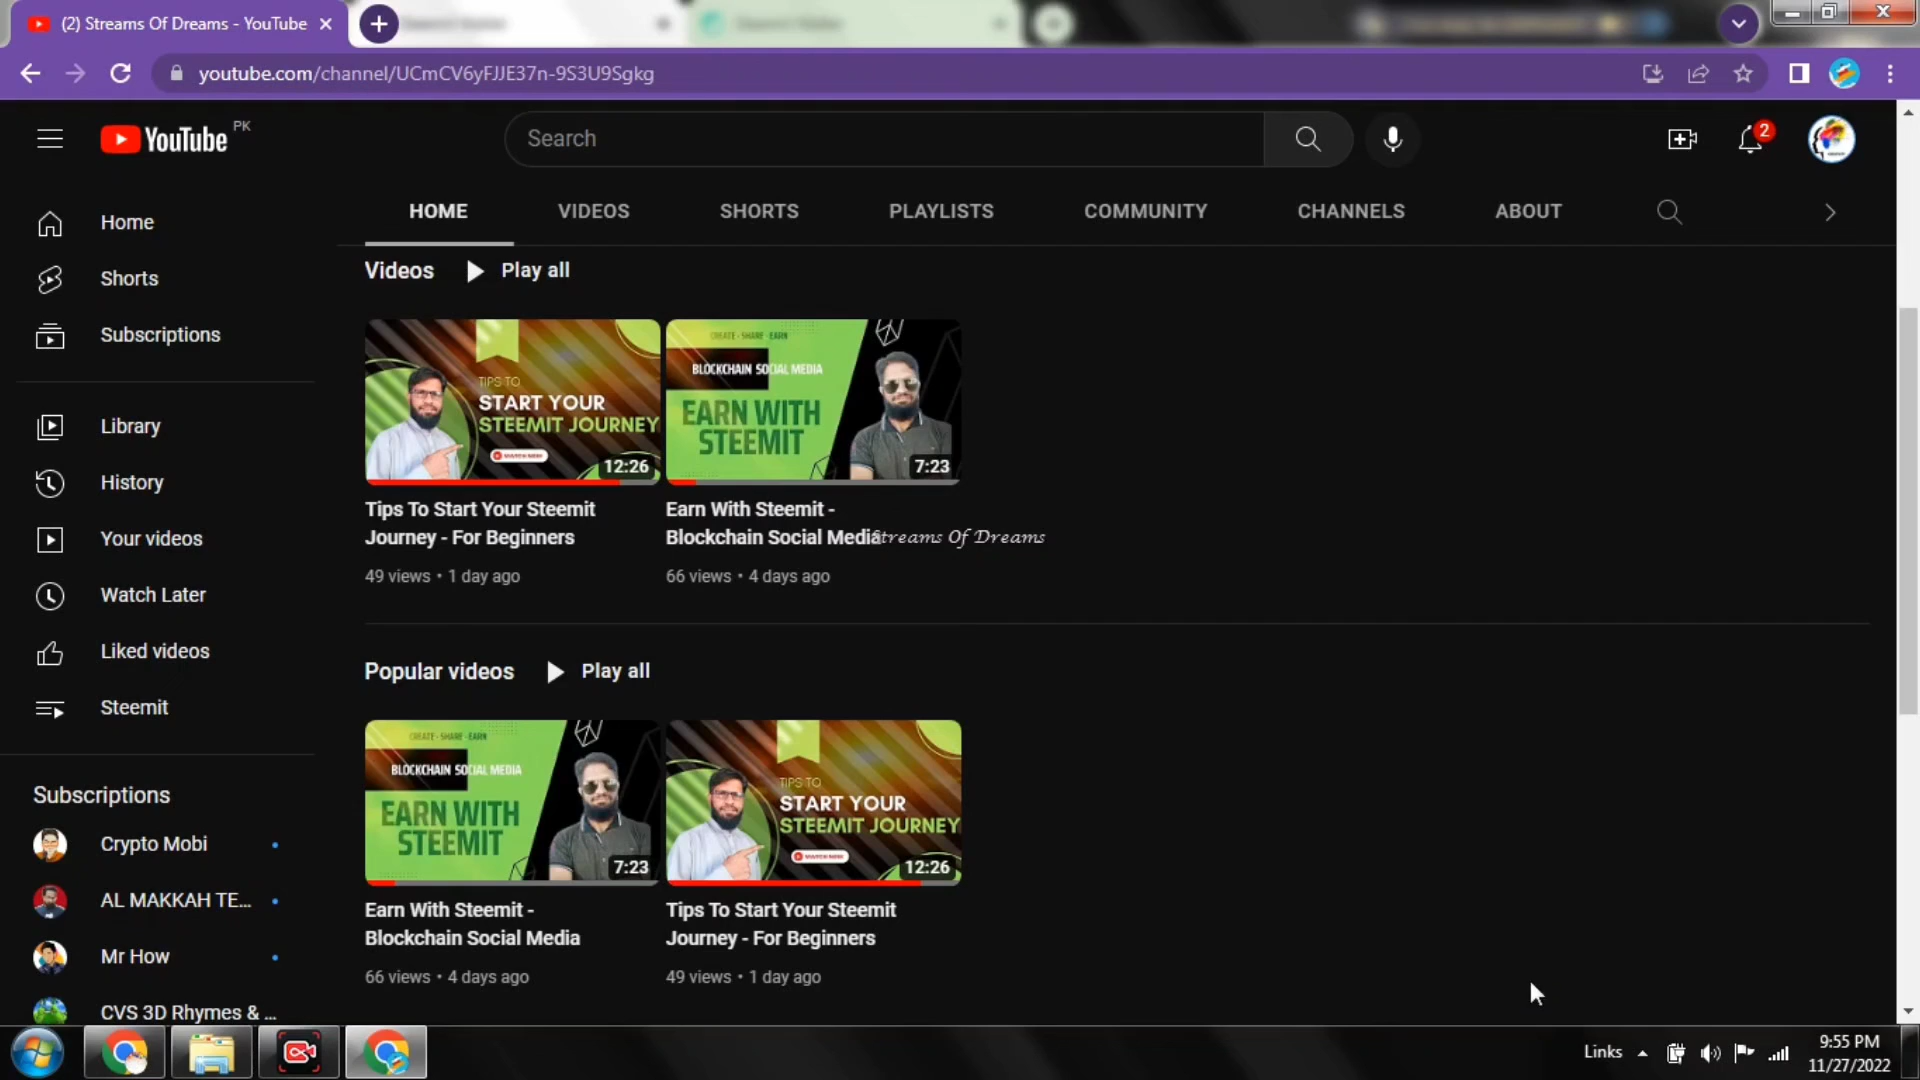 (2) Streams Of Dreams - YouTube
youtube.com/channel/UCmCV6yFJJE37n-9S3U9Sgkg
YouTube PK
Search
2
Home
Shorts
Subscriptions
Library
History
Your videos
Watch Later
Liked videos
Steemit
Subscriptions
Crypto Mobi
AL MAKKAH TE...
Mr How
CVS 3D Rhymes & ...
HOME VIDEOS SHORTS PLAYLISTS COMMUNITY CHANNELS ABOUT
Videos Play all
TIPS TO
START YOUR
STEEMIT JOURNEY
WATCH NOW
12:26
CREATE - SHARE - EARN
BLOCKCHAIN SOCIAL MEDIA
EARN WITH
STEEMIT
7:23
Tips To Start Your Steemit
Journey - For Beginners
49 views • 1 day ago
Earn With Steemit -
Blockchain Social Media
66 views • 4 days ago
Streams Of Dreams
Popular videos Play all
CREATE - SHARE - EARN
BLOCKCHAIN SOCIAL MEDIA
EARN WITH
STEEMIT
7:23
TIPS TO
START YOUR
STEEMIT JOURNEY
WATCH NOW
12:26
Earn With Steemit -
Blockchain Social Media
66 views • 4 days ago
Tips To Start Your Steemit
Journey - For Beginners
49 views • 1 day ago
Links
9:55 PM
11/27/2022